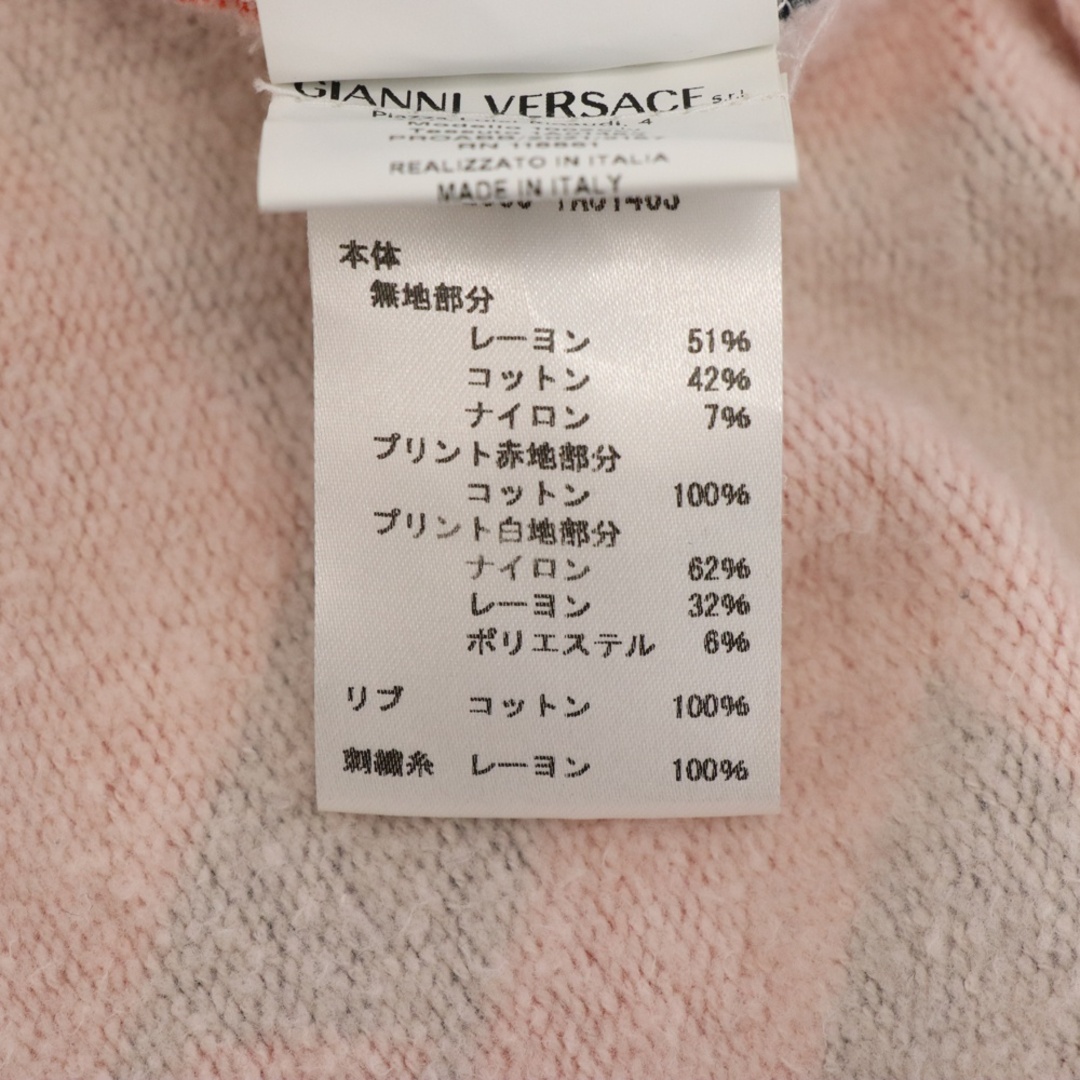 GIANNI VERSACE s.r.l.
REALIZZATO IN ITALIA
MADE IN ITALY
本体
無地部分
レーヨン 51%
コットン 42%
ナイロン 7%
プリント赤地部分
コットン 100%
プリント白地部分
ナイロン 62%
レーヨン 32%
ポリエステル 6%
リブ コットン 100%
刺繍糸 レーヨン 100%